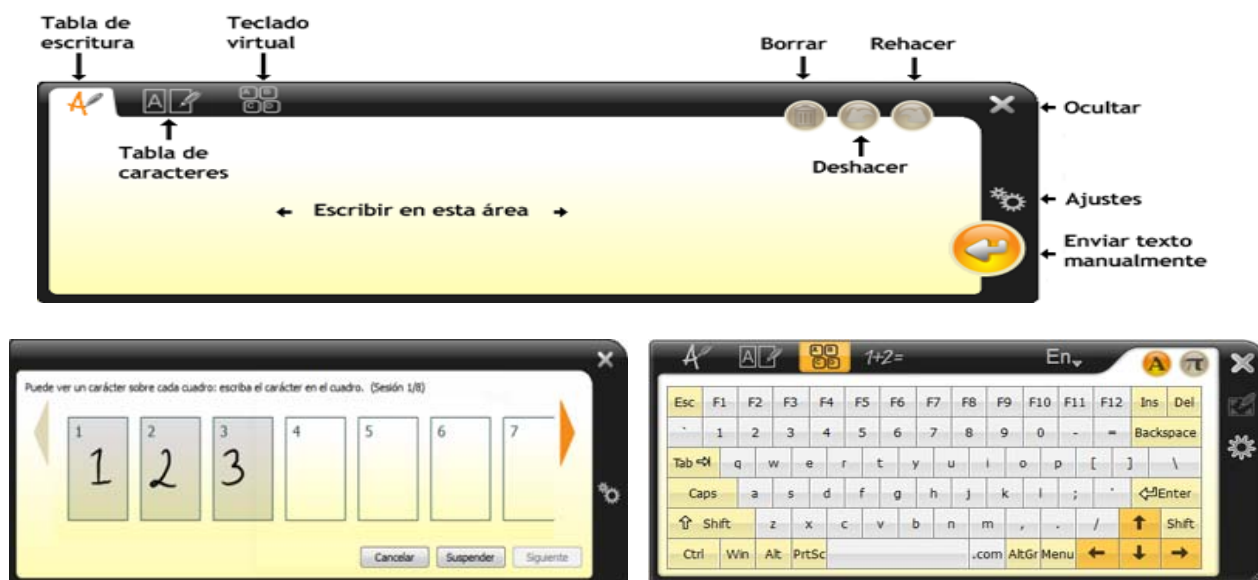 Tabla de escritura
Teclado virtual
Borrar
Rehacer
A
A
A B
C D
Ocultar
Tabla de caracteres
Deshacer
← Escribir en esta área →
Ajustes
Enviar texto manualmente
Puede ver un carácter sobre cada cuadro: escriba el carácter en el cuadro. (Sesión 1/8)
1 2 3 4 5 6 7
1 2 3
Cancelar Suspender Siguiente
A A 1+2= En A π
Esc F1 F2 F3 F4 F5 F6 F7 F8 F9 F10 F11 F12 Ins Del
` 1 2 3 4 5 6 7 8 9 0 - = Backspace
Tab q w e r t y u i o p [ ] \
Caps a s d f g h j k l ; ' Enter
Shift z x c v b n m , . / ↑ Shift
Ctrl Win Alt PrtSc .com AltGr Menu ← ↓ →